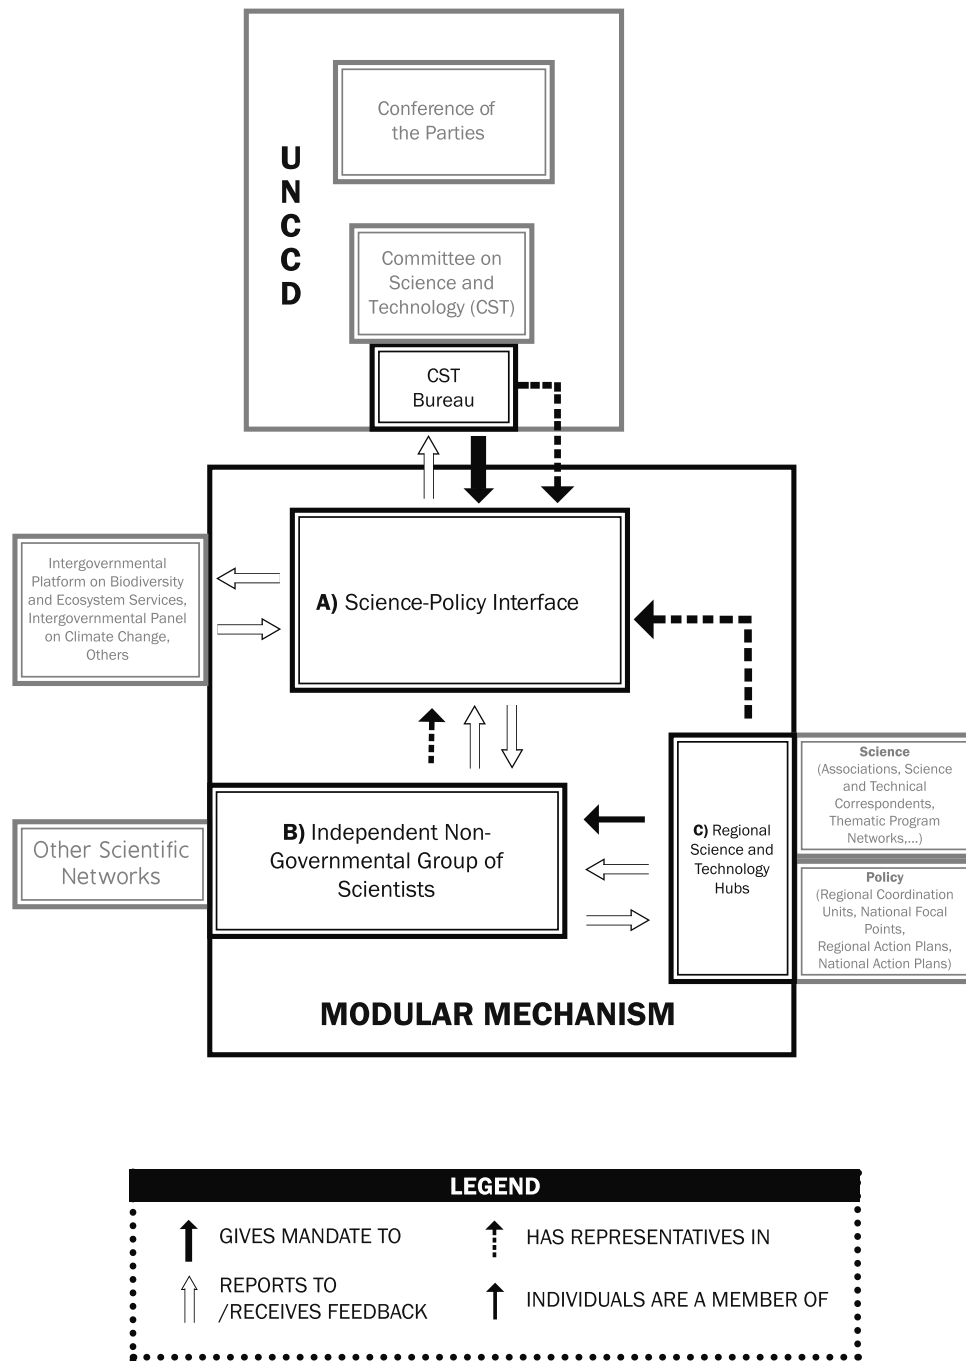 Conference of
the Parties
UNCCD
Committee on
Science and
Technology (CST)
CST
Bureau
Intergovernmental
Platform on Biodiversity
and Ecosystem Services,
Intergovernmental Panel
on Climate Change,
Others
A) Science-Policy Interface
Other Scientific
Networks
B) Independent Non-
Governmental Group of
Scientists
C) Regional
Science and
Technology
Hubs
Science
(Associations, Science
and Technical
Correspondents,
Thematic Program
Networks,...)
Policy
(Regional Coordination
Units, National Focal
Points,
Regional Action Plans,
National Action Plans)
MODULAR MECHANISM
LEGEND
GIVES MANDATE TO
HAS REPRESENTATIVES IN
REPORTS TO
/RECEIVES FEEDBACK
INDIVIDUALS ARE A MEMBER OF